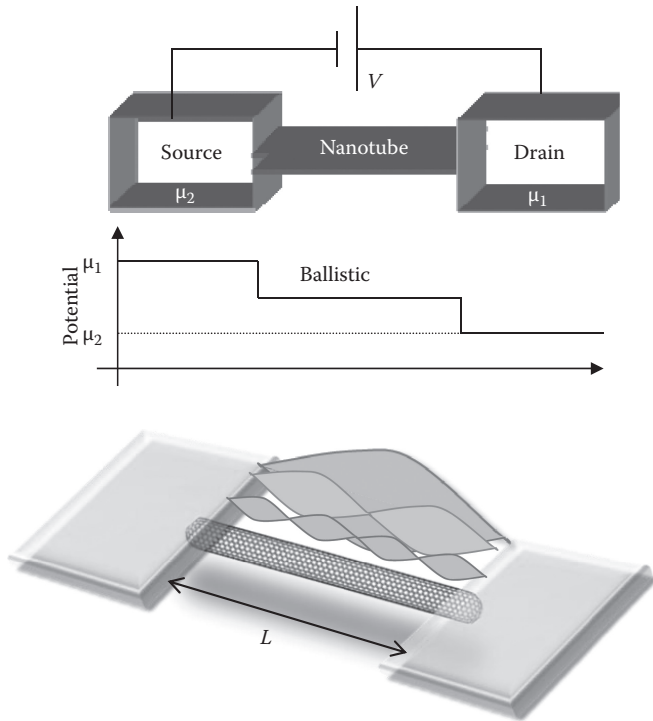 V
Source
Nanotube
Drain
μ2
μ1
Potential
μ1
Ballistic
μ2
L